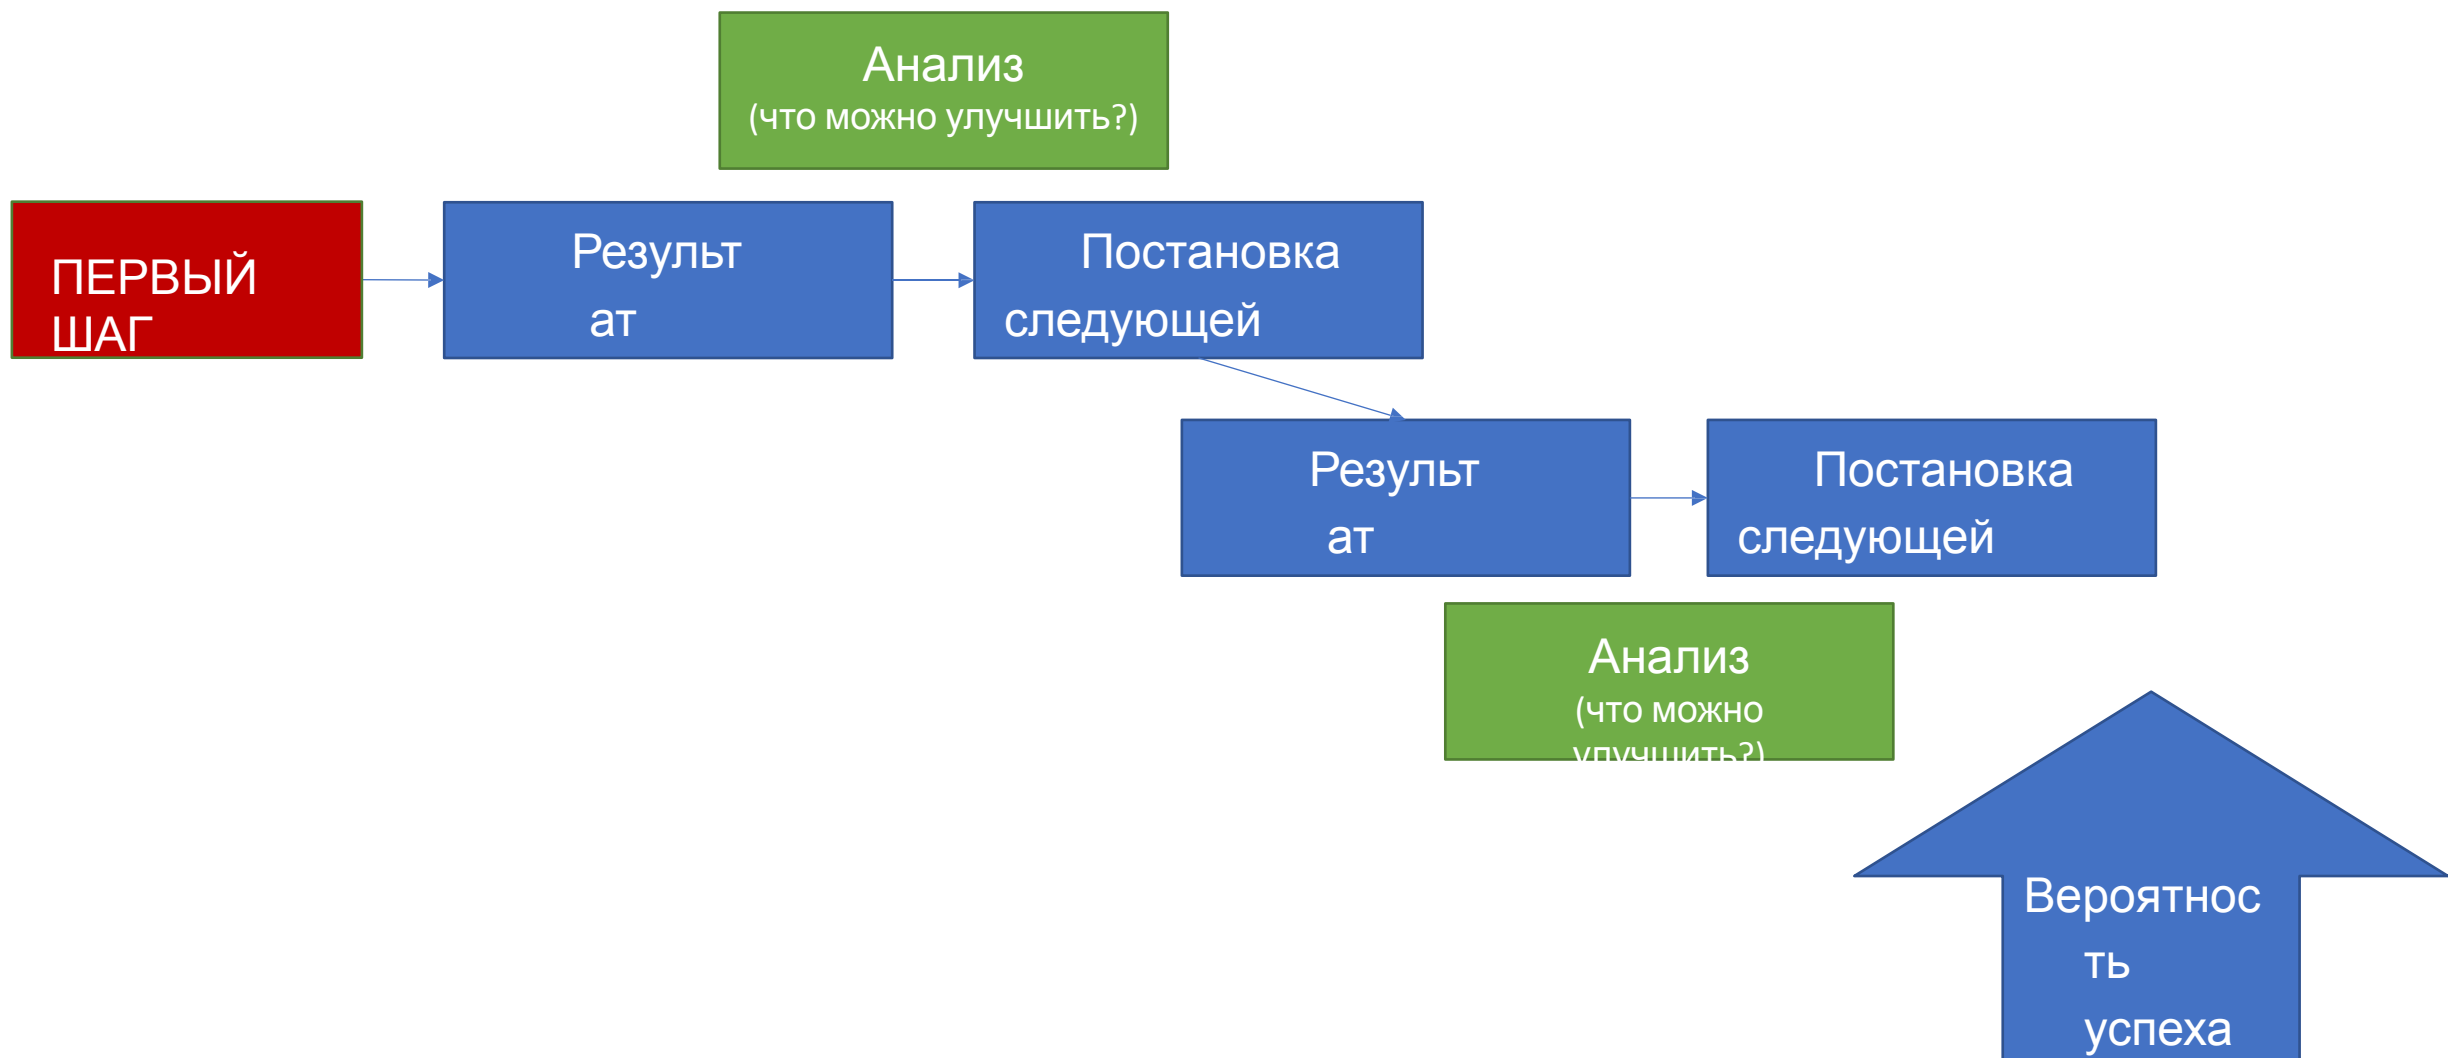 Анализ
(что можно улучшить?)
ПЕРВЫЙ
ШАГ
Результ
ат
Постановка
следующей
Результ
ат
Постановка
следующей
Анализ
(что можно
улучшить?)
Вероятнос
ть
успеха